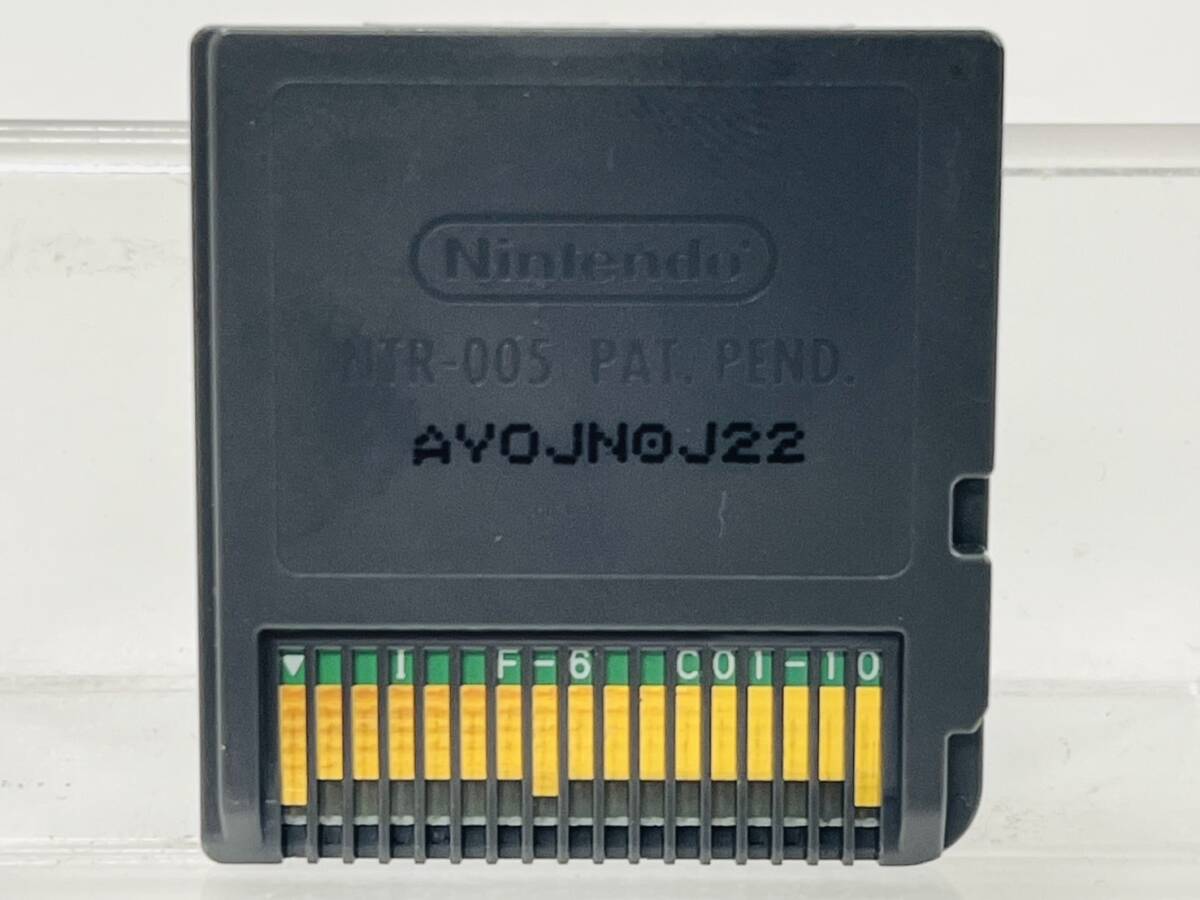 Nintendo
NTR-005 PAT. PEND.
AYOJN0J22
▼ I F-6 C01-10